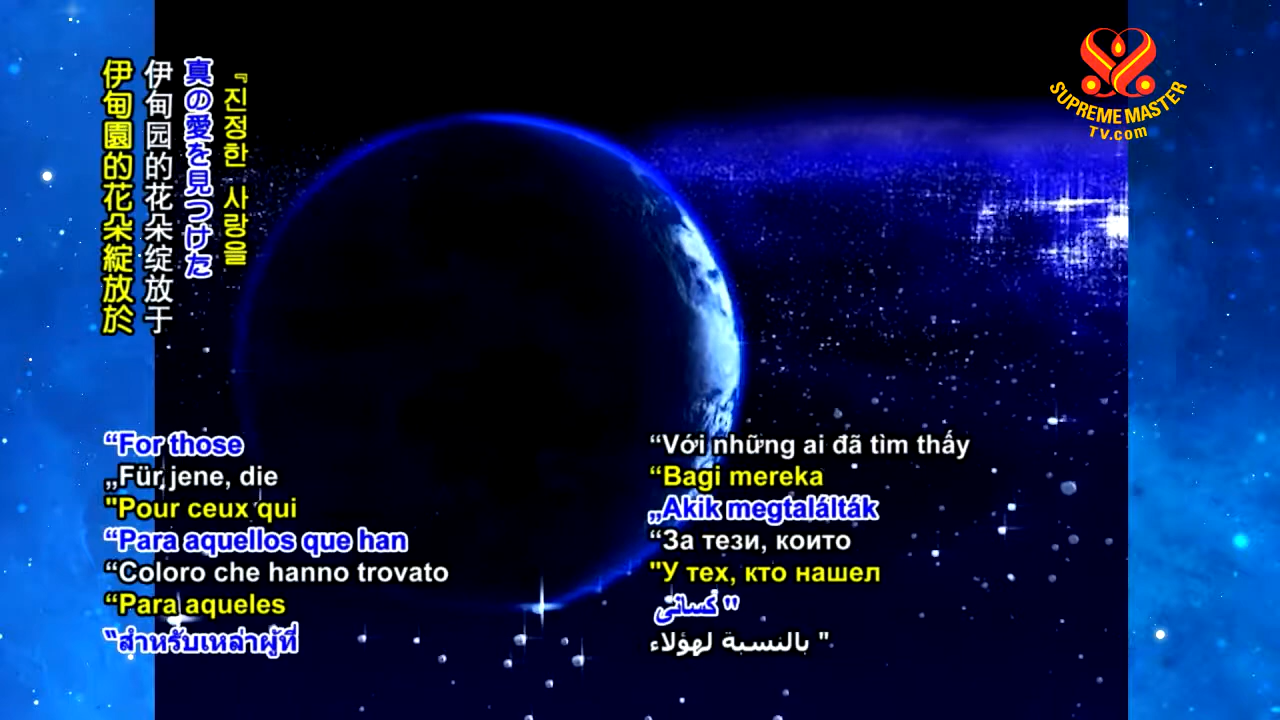 『진정한 사랑을
真の愛を見つけた
伊甸园的花朵绽放于
伊甸園的花朵綻放於
SUPREME MASTER
TV.com
“For those
„Für jene, die
"Pour ceux qui
“Para aquellos que han
“Coloro che hanno trovato
“Para aqueles
“สำหรับเหล่าผู้ที่
“Với những ai đã tìm thấy
“Bagi mereka
„Akik megtalálták
“За тези, които
"У тех, кто нашел
" کسانی
" بالنسبة لهؤلاء